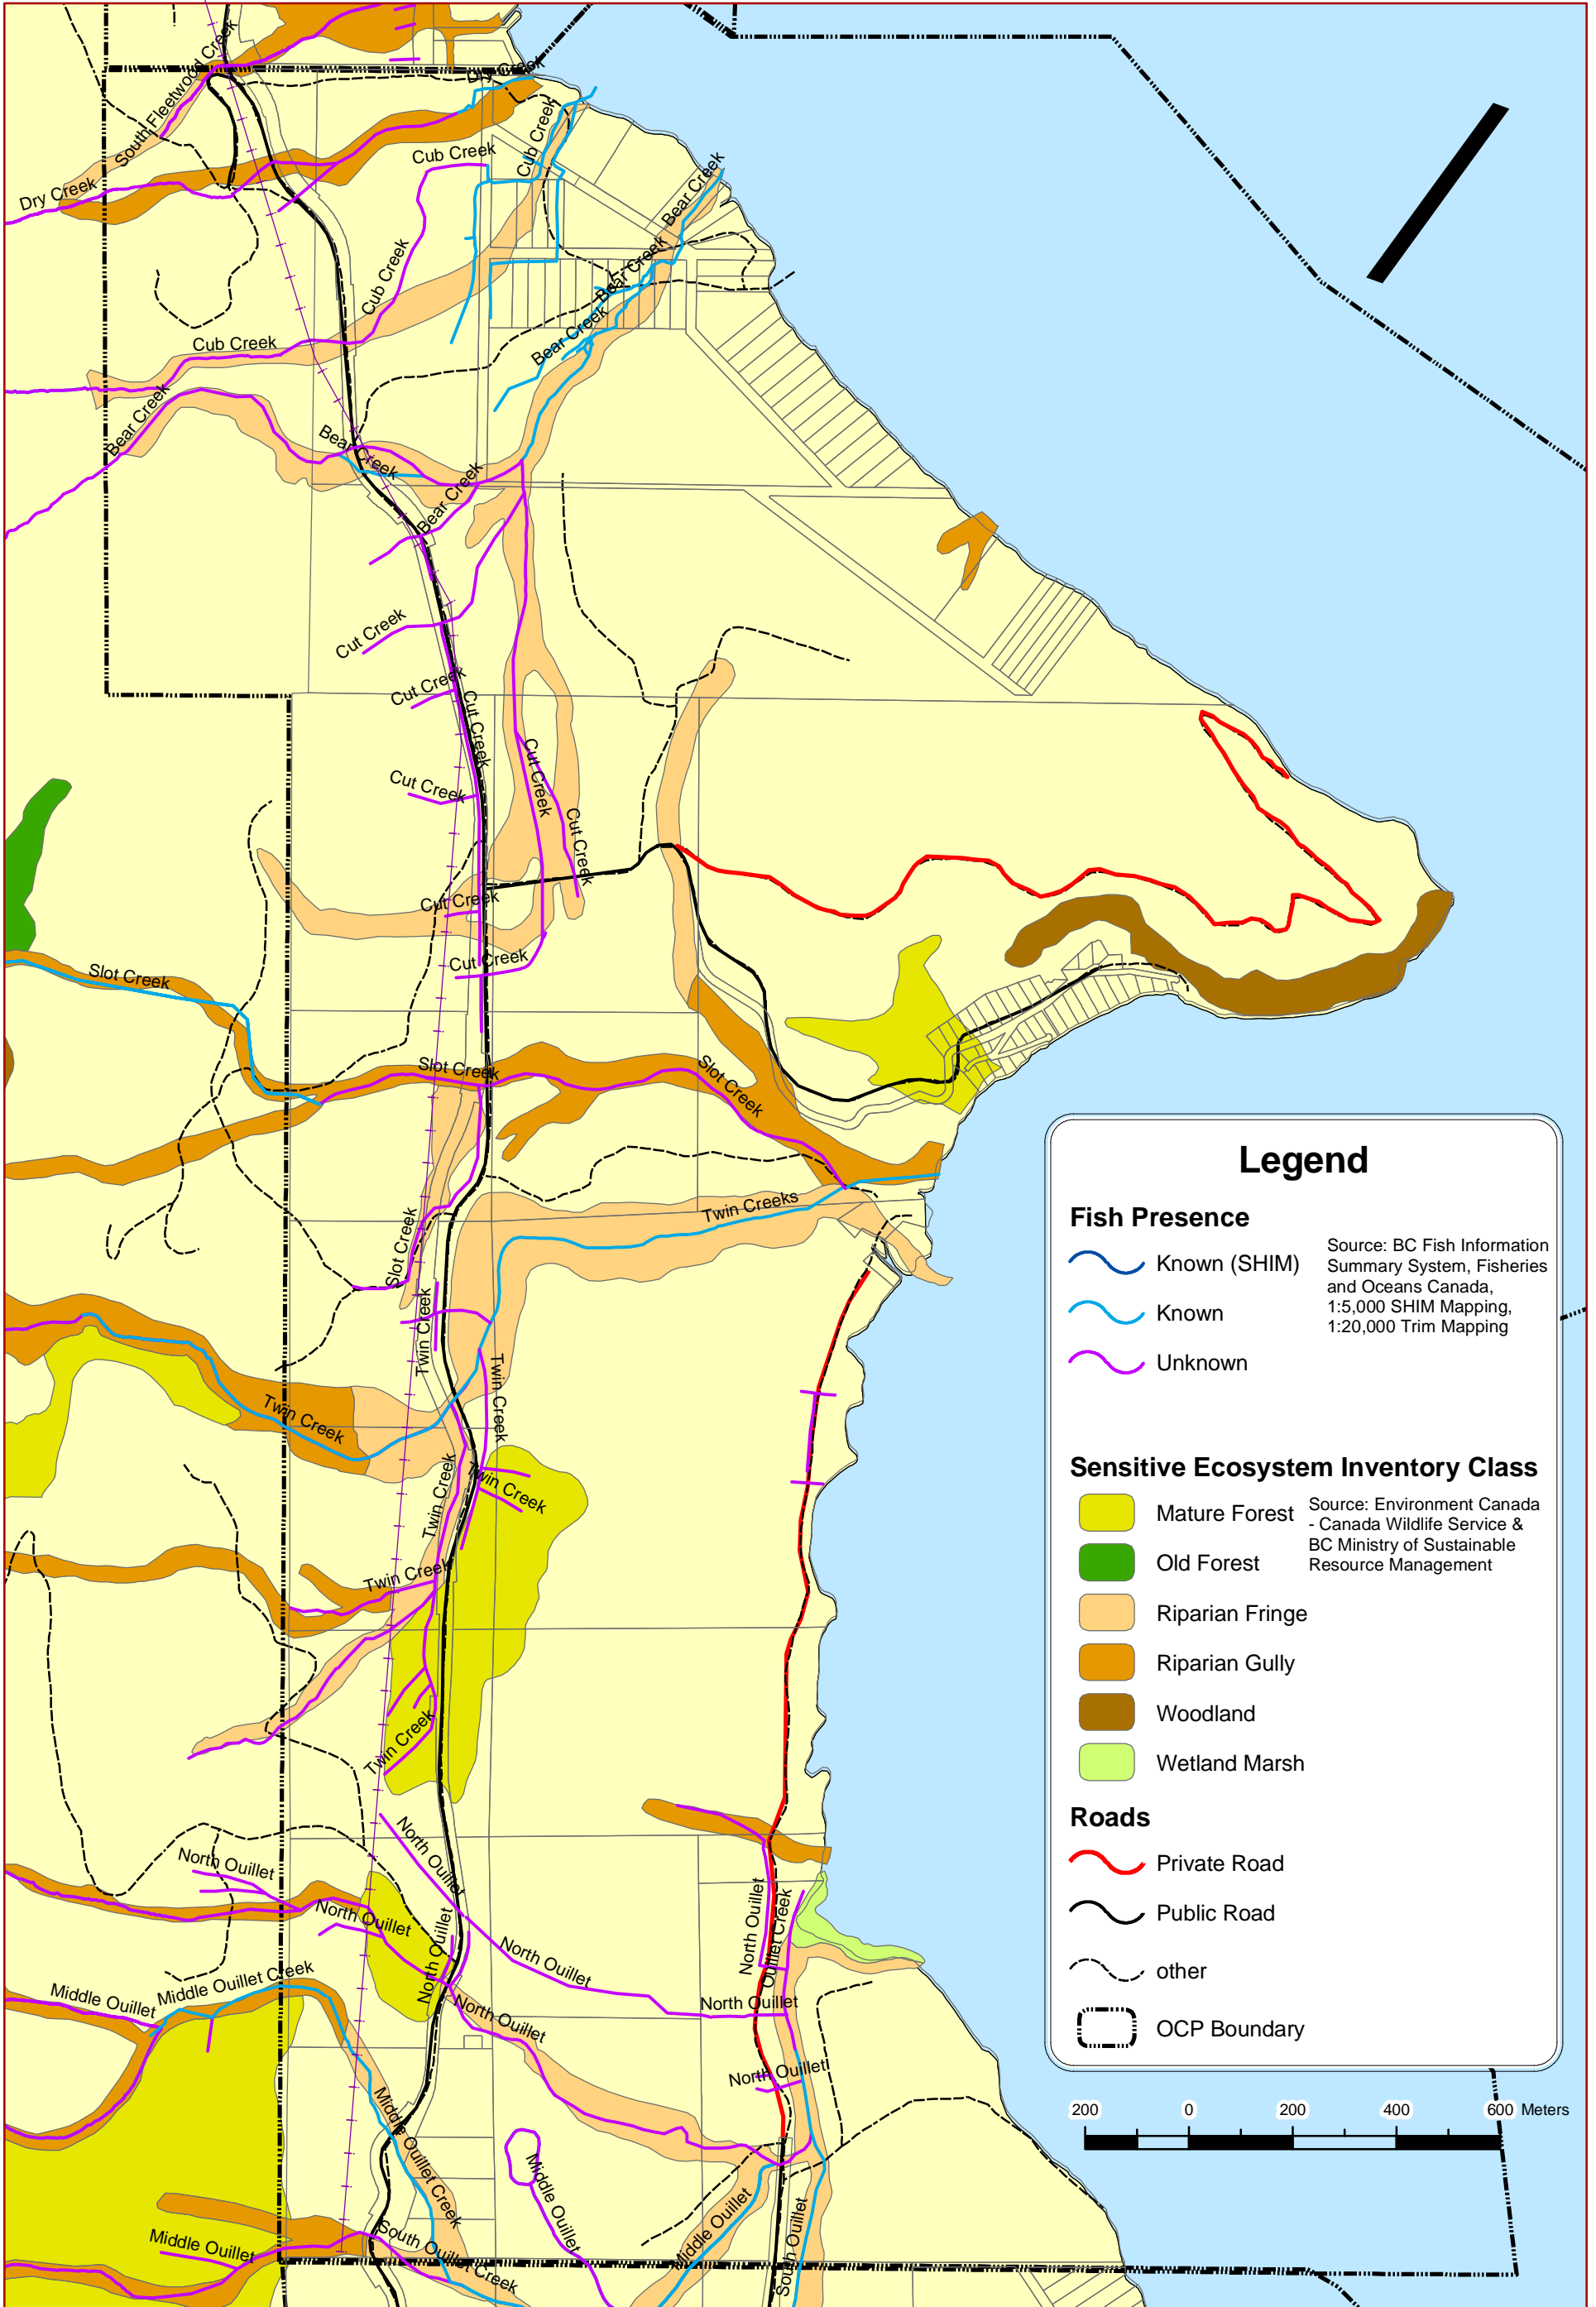 South Fleetwood Creek
Dry Creek
Dry Creek
Cub Creek
Cub Creek
Cub Creek
Cub Creek
Bear Creek
Bear Creek
Bear Creek
Bear Creek
Bear Creek
Bear Creek
Cut Creek
Cut Creek
Cut Creek
Cut Creek
Cut Creek
Cut Creek
Cut Creek
Cut Creek
Slot Creek
Slot Creek
Slot Creek
Slot Creek
Twin Creeks
Twin Creek
Twin Creek
Twin Creek
Twin Creek
Twin Creek
Twin Creek
Twin Creek
North Ouillet
North Ouillet
North Ouillet
North Ouillet
North Ouillet
North Ouillet
North Ouillet
Ouillet Creek
North Ouillet
North Ouillet
Middle Ouillet
Middle Ouillet Creek
Middle Ouillet Creek
Middle Ouillet
Middle Ouillet
Middle Ouillet
South Ouillet Creek
South Ouillet
Legend
Fish Presence
Known (SHIM)
Known
Unknown
Source: BC Fish Information
Summary System, Fisheries
and Oceans Canada,
1:5,000 SHIM Mapping,
1:20,000 Trim Mapping
Sensitive Ecosystem Inventory Class
Mature Forest
Old Forest
Riparian Fringe
Riparian Gully
Woodland
Wetland Marsh
Source: Environment Canada
- Canada Wildlife Service &
BC Ministry of Sustainable
Resource Management
Roads
Private Road
Public Road
other
OCP Boundary
200 0 200 400 600 Meters